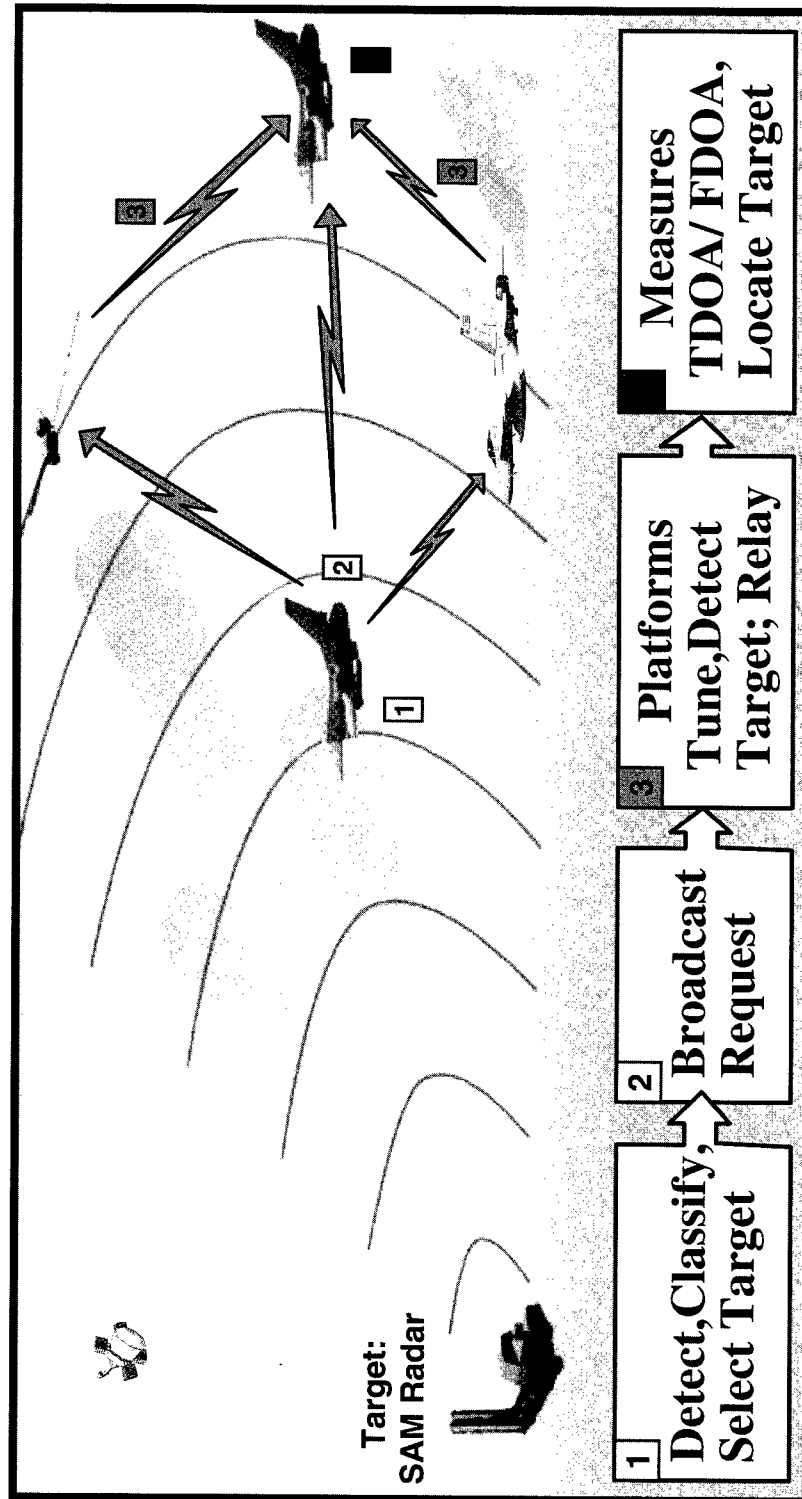 Target:
SAM Radar
1
2
3
3
1
Detect,Classify,
Select Target
2
Broadcast
Request
3
Platforms
Tune,Detect
Target; Relay
Measures
TDOA/ FDOA,
Locate Target